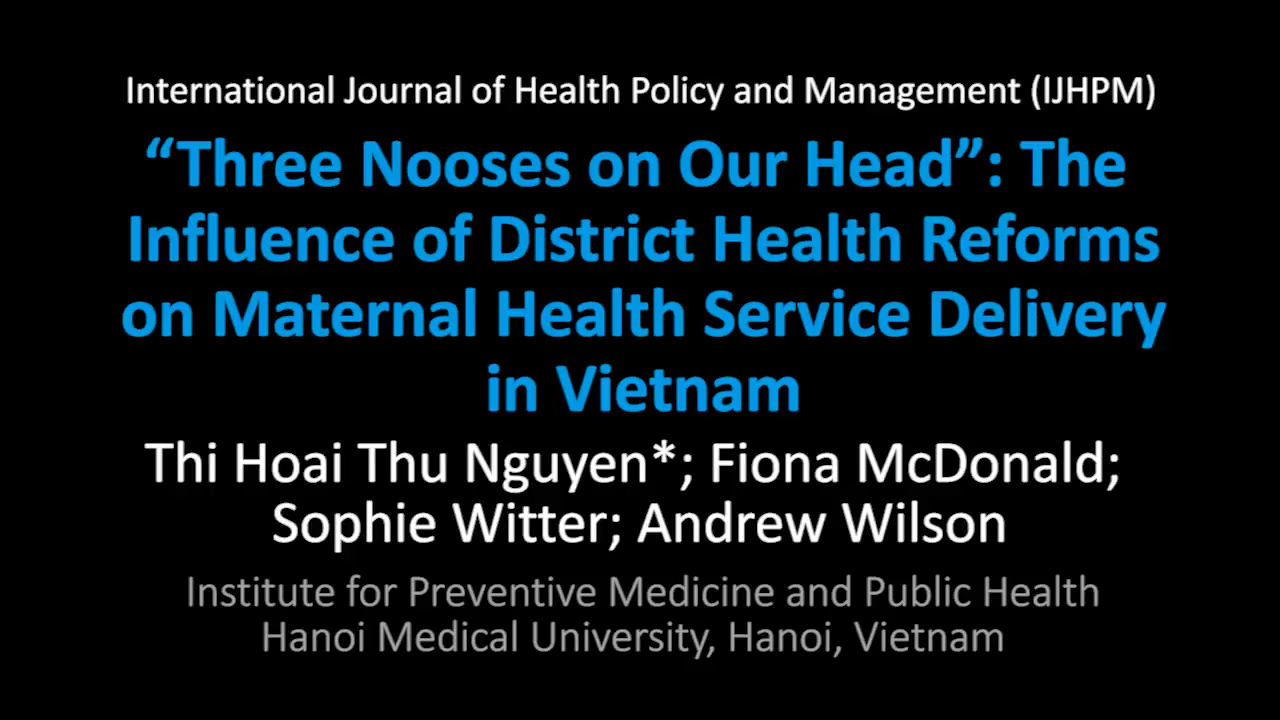 International Journal of Health Policy and Management (IJHPM)
“Three Nooses on Our Head”: The
Influence of District Health Reforms
on Maternal Health Service Delivery
in Vietnam
Thi Hoai Thu Nguyen*; Fiona McDonald;
Sophie Witter; Andrew Wilson
Institute for Preventive Medicine and Public Health
Hanoi Medical University, Hanoi, Vietnam